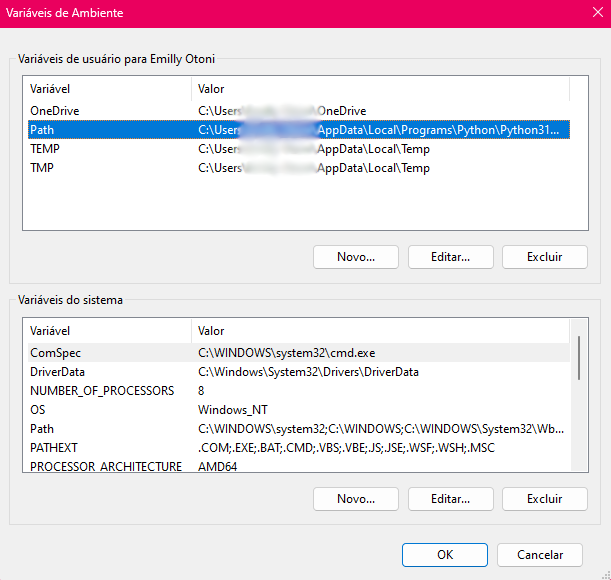 Variáveis de Ambiente
Variáveis de usuário para Emilly Otoni
Variável Valor
OneDrive C:\Users\ \OneDrive
Path C:\Users\ \AppData\Local\Programs\Python\Python31...
TEMP C:\Users\ \AppData\Local\Temp
TMP C:\Users\ \AppData\Local\Temp
Novo... Editar... Excluir
Variáveis do sistema
Variável Valor
ComSpec C:\WINDOWS\system32\cmd.exe
DriverData C:\Windows\System32\Drivers\DriverData
NUMBER_OF_PROCESSORS 8
OS Windows_NT
Path C:\WINDOWS\system32;C:\WINDOWS;C:\WINDOWS\System32\Wb...
PATHEXT .COM;.EXE;.BAT;.CMD;.VBS;.VBE;.JS;.JSE;.WSF;.WSH;.MSC
PROCESSOR_ARCHITECTURE AMD64
Novo... Editar... Excluir
OK Cancelar